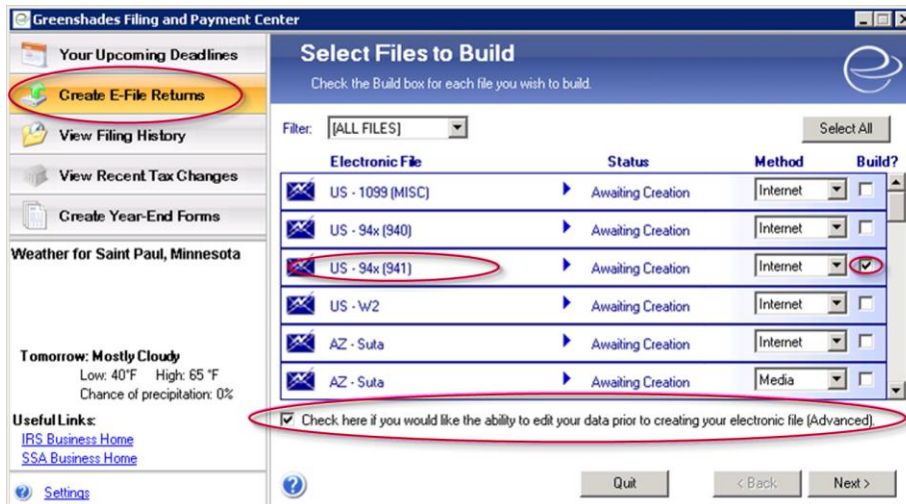 Greenshades Filing and Payment Center
Your Upcoming Deadlines
Create E-File Returns
View Filing History
View Recent Tax Changes
Create Year-End Forms
Weather for Saint Paul, Minnesota
Tomorrow: Mostly Cloudy
Low: 40°F High: 65 °F
Chance of precipitation: 0%
Useful Links:
IRS Business Home
SSA Business Home
Settings
Select Files to Build
Check the Build box for each file you wish to build.
Filter: [ALL FILES] Select All
Electronic File Status Method Build?
US - 1099 (MISC) Awaiting Creation Internet
US - 94x (940) Awaiting Creation Internet
US - 94x (941) Awaiting Creation Internet
US - W2 Awaiting Creation Internet
AZ - Suta Awaiting Creation Internet
AZ - Suta Awaiting Creation Media
Check here if you would like the ability to edit your data prior to creating your electronic file (Advanced).
Quit < Back Next >